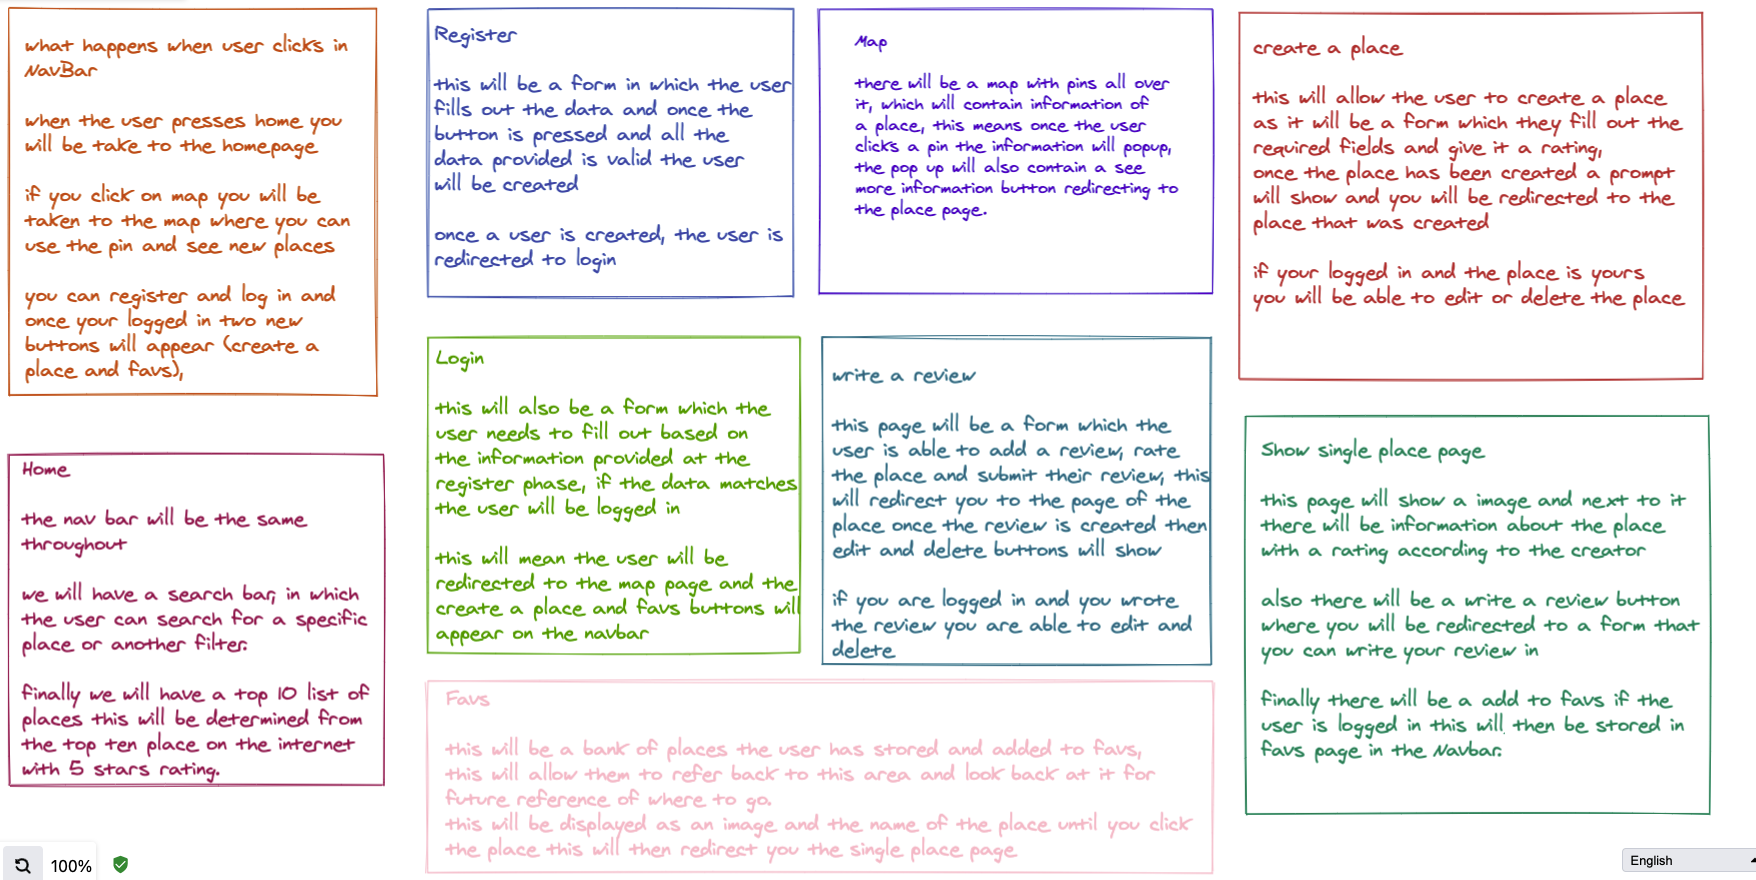 what happens when user clicks in
NavBar
when the user presses home you
will be take to the homepage
if you click on map you will be
taken to the map where you can
use the pin and see new places
you can register and log in and
once your logged in two new
buttons will appear (create a
place and favs),
Home
the nav bar will be the same
throughout
we will have a search bar, in which
the user can search for a specific
place or another filter.
finally we will have a top 10 list of
places this will be determined from
the top ten place on the internet
with 5 stars rating.
Register
this will be a form in which the user
fills out the data and once the
button is pressed and all the
data provided is valid the user
will be created
once a user is created, the user is
redirected to login
Login
this will also be a form which the
user needs to fill out based on
the information provided at the
register phase, if the data matches
the user will be logged in
this will mean the user will be
redirected to the map page and the
create a place and favs buttons will
appear on the navbar
Map
there will be a map with pins all over
it, which will contain information of
a place, this means once the user
clicks a pin the information will popup,
the pop up will also contain a see
more information button redirecting to
the place page.
write a review
this page will be a form which the
user is able to add a review, rate
the place and submit their review, this
will redirect you to the page of the
place once the review is created then
edit and delete buttons will show
if you are logged in and you wrote
the review you are able to edit and
delete
Favs
this will be a bank of places the user has stored and added to favs,
this will allow them to refer back to this area and look back at it for
future reference of where to go.
this will be displayed as an image and the name of the place until you click
the place this will then redirect you the single place page
create a place
this will allow the user to create a place
as it will be a form which they fill out the
required fields and give it a rating,
once the place has been created a prompt
will show and you will be redirected to the
place that was created
if your logged in and the place is yours
you will be able to edit or delete the place
Show single place page
this page will show a image and next to it
there will be information about the place
with a rating according to the creator
also there will be a write a review button
where you will be redirected to a form that
you can write your review in
finally there will be a add to favs if the
user is logged in this will then be stored in
favs page in the Navbar.
100%
English